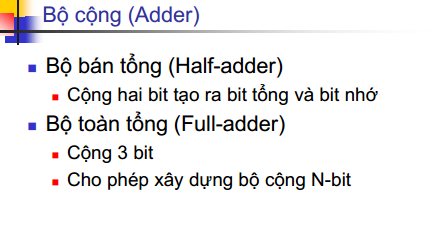 Bộ cộng (Adder)
Bộ bán tổng (Half-adder)
Cộng hai bit tạo ra bit tổng và bit nhớ
Bộ toàn tổng (Full-adder)
Cộng 3 bit
Cho phép xây dựng bộ cộng N-bit